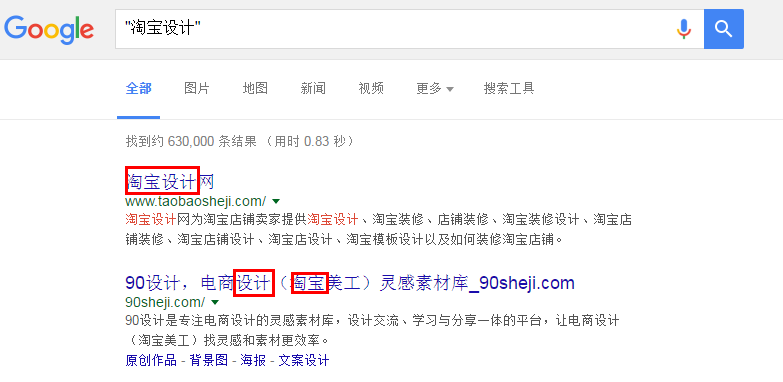 Google "淘宝设计"
全部 图片 地图 新闻 视频 更多 搜索工具
找到约 630,000 条结果 （用时 0.83 秒）
淘宝设计网
www.taobaosheji.com/
淘宝设计网为淘宝店铺卖家提供淘宝设计、淘宝装修、店铺装修、淘宝装修设计、淘宝店
铺装修、淘宝店铺设计、淘宝店设计、淘宝模板设计以及如何装修淘宝店铺。
90设计，电商设计（淘宝美工）灵感素材库_90sheji.com
90sheji.com/
90设计是专注电商设计的灵感素材库，设计交流、学习与分享一体的平台，让电商设计
（淘宝美工）找灵感和素材更效率。
原创作品 - 背景图 - 海报 - 文案设计